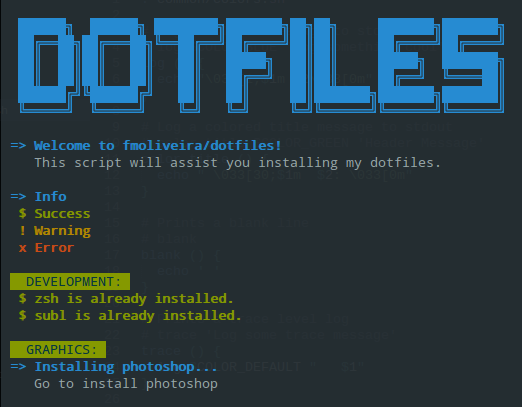 DOTFILES
=> Welcome to fmoliveira/dotfiles!
This script will assist you installing my dotfiles.
=> Info
$ Success
! Warning
x Error
DEVELOPMENT:
$ zsh is already installed.
$ subl is already installed.
GRAPHICS:
=> Installing photoshop...
Go to install photoshop